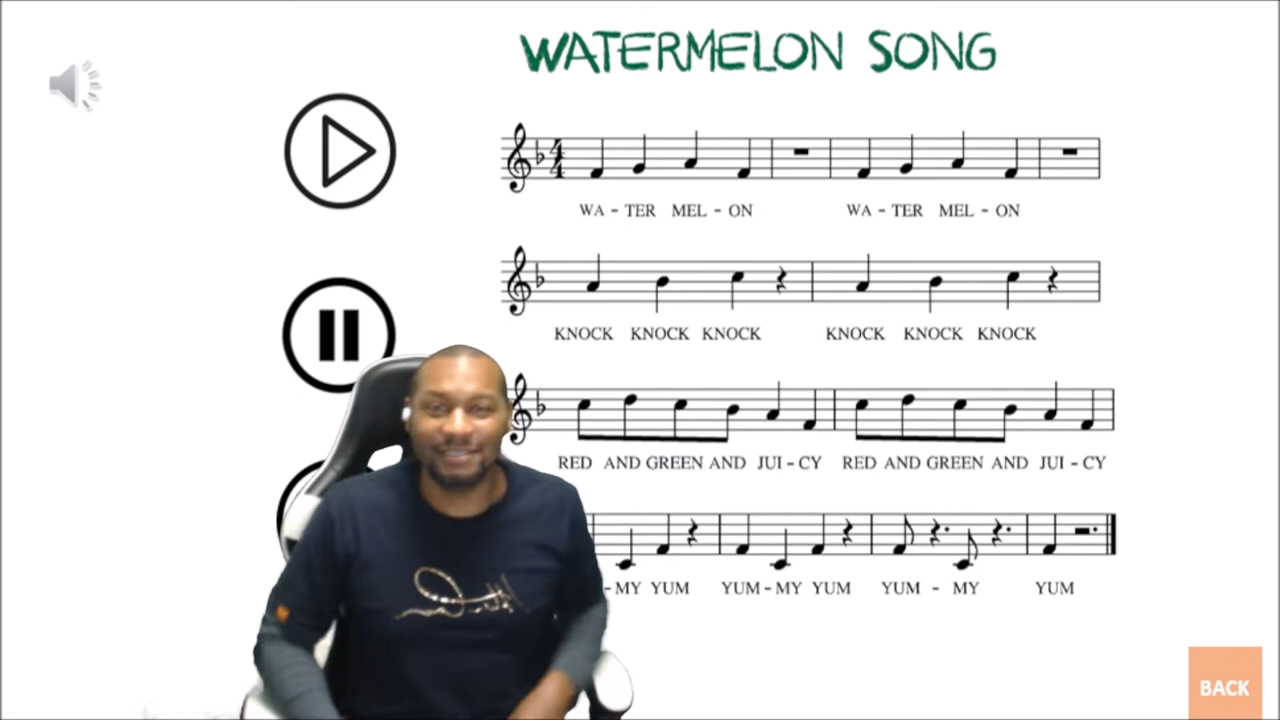 WATERMELON SONG
WA - TER MEL - ON WA - TER MEL - ON
KNOCK KNOCK KNOCK KNOCK KNOCK KNOCK
RED AND GREEN AND JUI - CY RED AND GREEN AND JUI - CY
- MY YUM YUM - MY YUM YUM - MY YUM
BACK